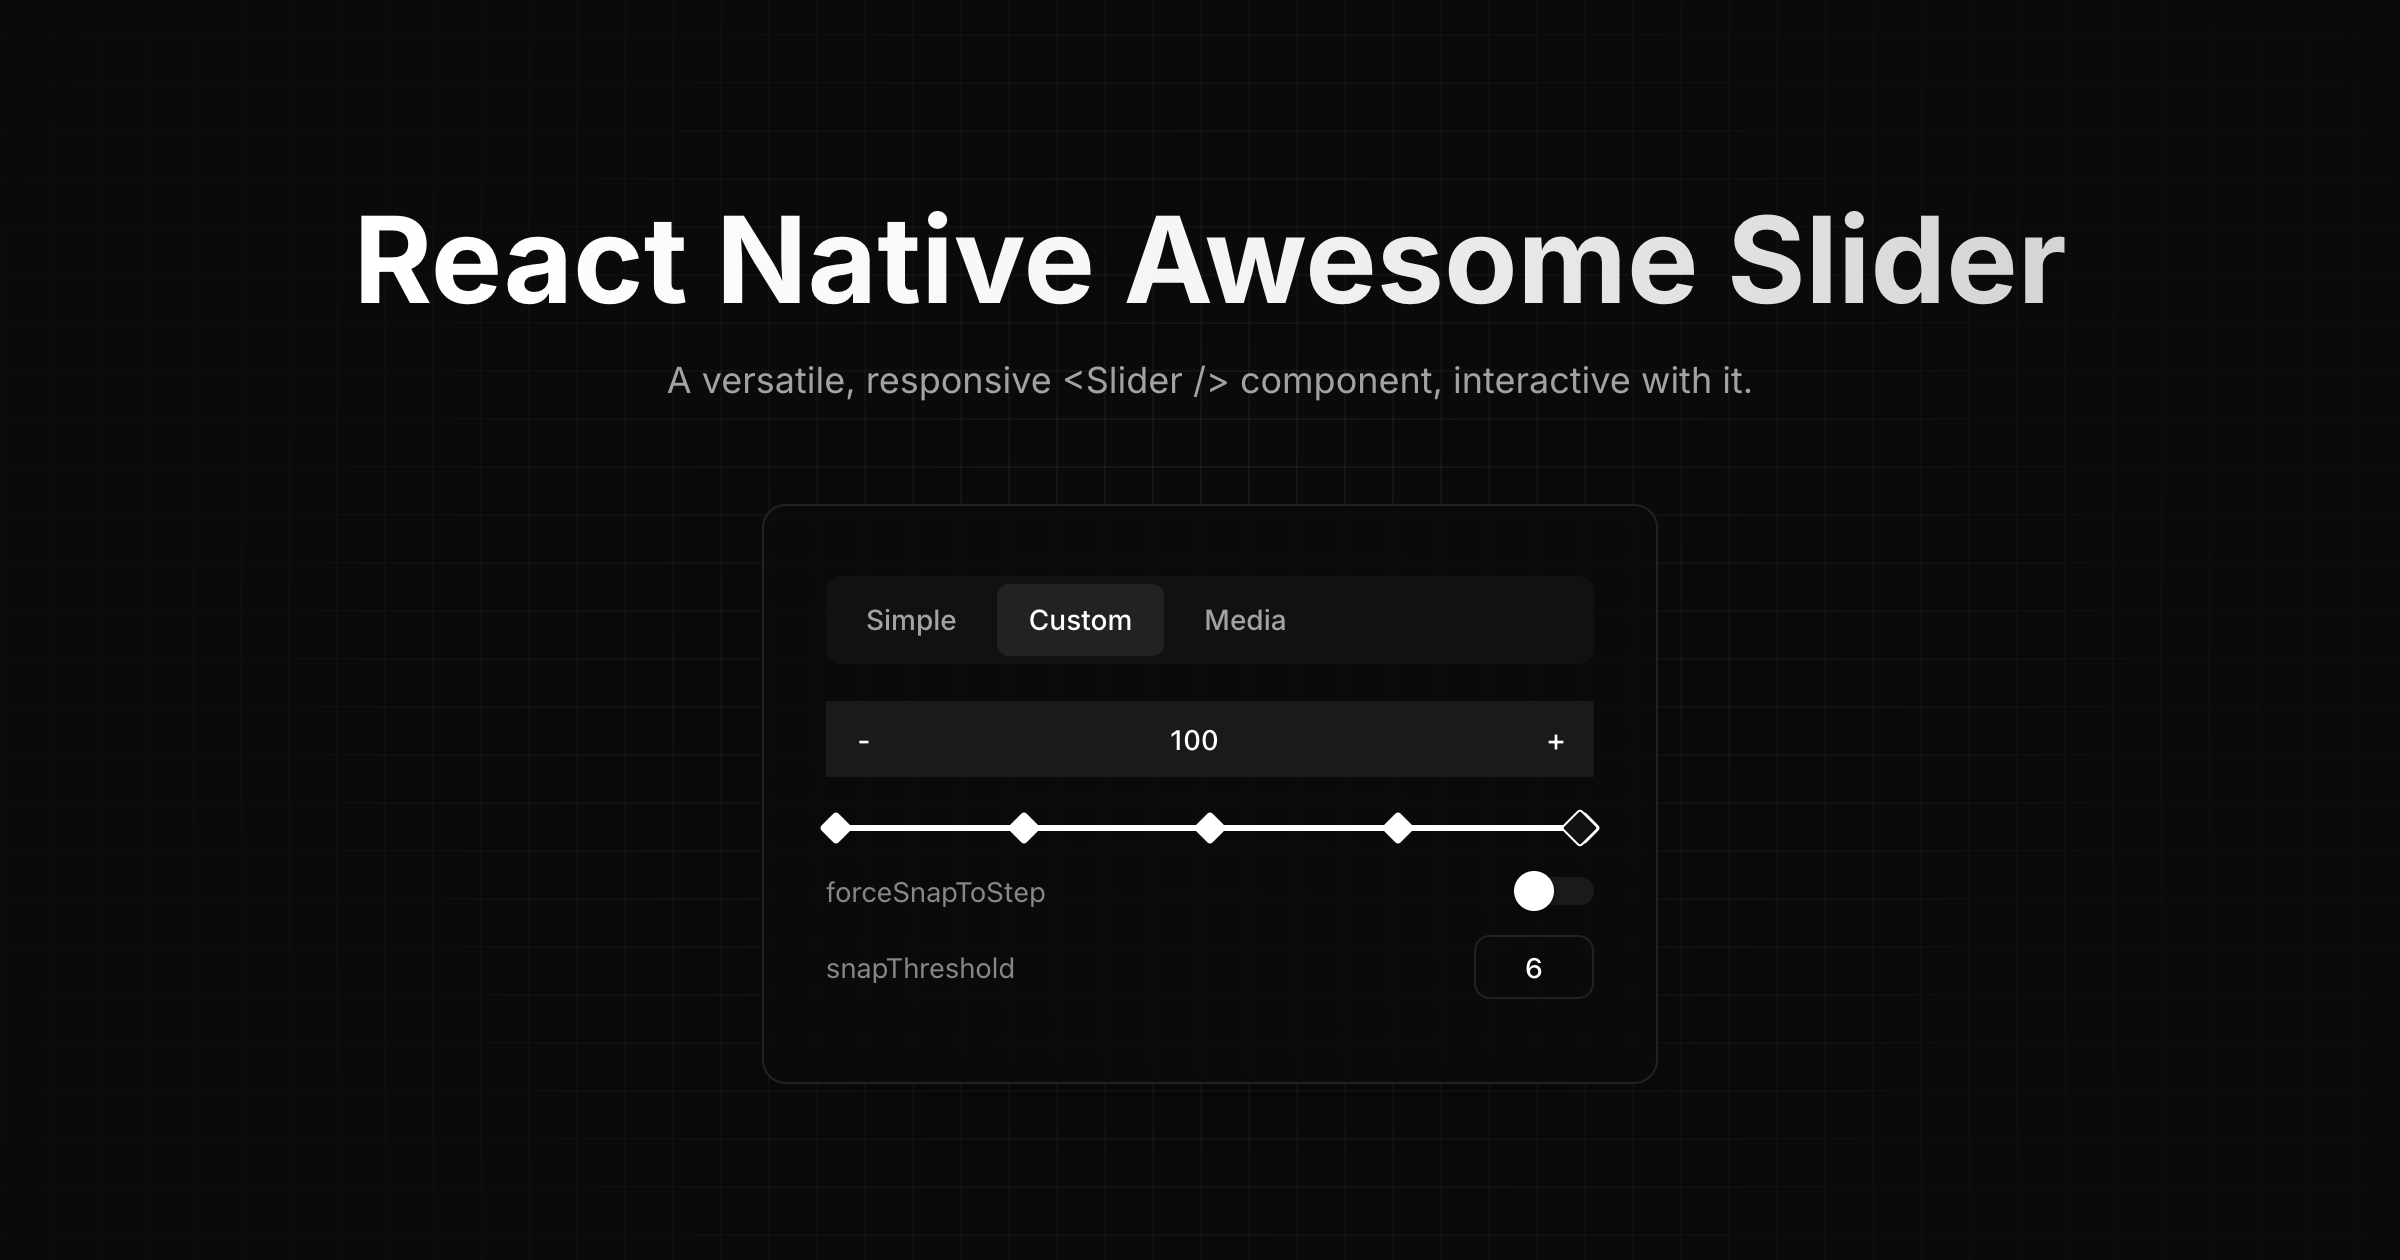 React Native Awesome Slider
A versatile, responsive <Slider /> component, interactive with it.
Simple Custom Media
- 100 +
forceSnapToStep
snapThreshold 6